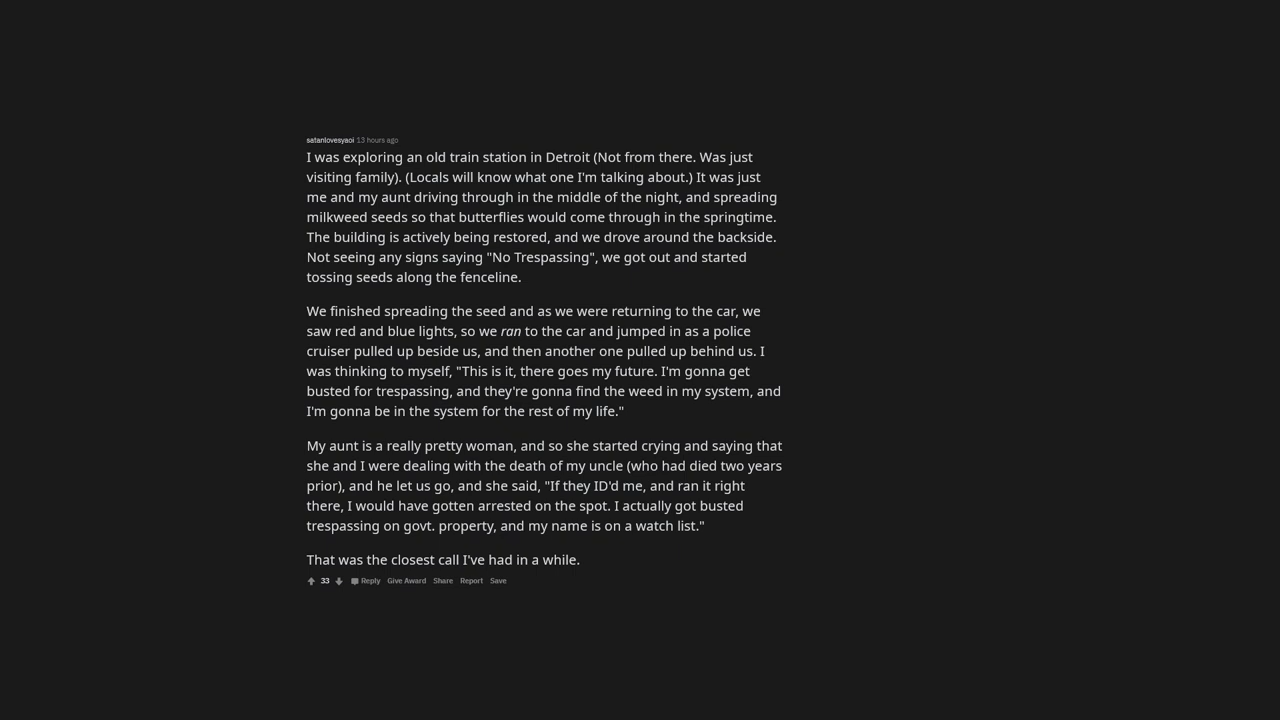 satanlovesyaoi 13 hours ago
I was exploring an old train station in Detroit (Not from there. Was just
visiting family). (Locals will know what one I'm talking about.) It was just
me and my aunt driving through in the middle of the night, and spreading
milkweed seeds so that butterflies would come through in the springtime.
The building is actively being restored, and we drove around the backside.
Not seeing any signs saying "No Trespassing", we got out and started
tossing seeds along the fenceline.
We finished spreading the seed and as we were returning to the car, we
saw red and blue lights, so we ran to the car and jumped in as a police
cruiser pulled up beside us, and then another one pulled up behind us. I
was thinking to myself, "This is it, there goes my future. I'm gonna get
busted for trespassing, and they're gonna find the weed in my system, and
I'm gonna be in the system for the rest of my life."
My aunt is a really pretty woman, and so she started crying and saying that
she and I were dealing with the death of my uncle (who had died two years
prior), and he let us go, and she said, "If they ID'd me, and ran it right
there, I would have gotten arrested on the spot. I actually got busted
trespassing on govt. property, and my name is on a watch list."
That was the closest call I've had in a while.
33 Reply Give Award Share Report Save